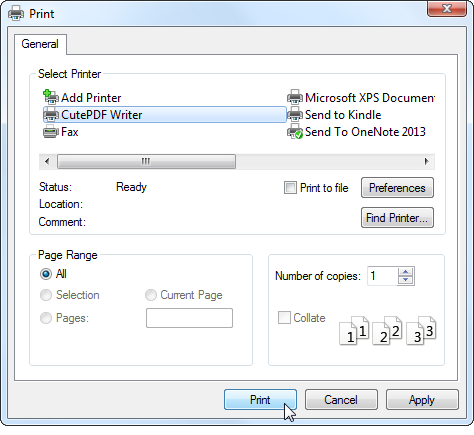 Print
General
Select Printer
Add Printer
Microsoft XPS Documen
CutePDF Writer
Send to Kindle
Fax
Send To OneNote 2013
Status: Ready
Print to file
Preferences
Location:
Comment:
Find Printer...
Page Range
All
Number of copies: 1
Selection
Current Page
Pages:
Collate
1 1 2 2 3 3
Print
Cancel
Apply